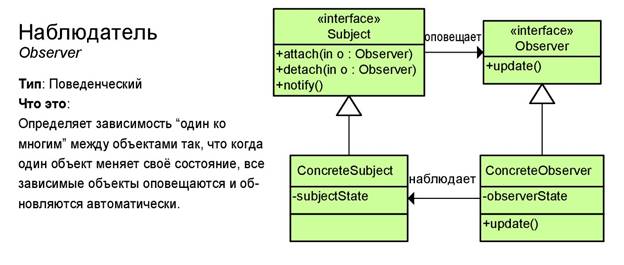 Наблюдатель
Observer
Тип: Поведенческий
Что это:
Определяет зависимость “один ко
многим” между объектами так, что когда
один объект меняет своё состояние, все
зависимые объекты оповещаются и об-
новляются автоматически.
«interface»
Subject
+attach(in o : Observer)
+detach(in o : Observer)
+notify()
оповещает
«interface»
Observer
+update()
ConcreteSubject
-subjectState
наблюдает
ConcreteObserver
-observerState
+update()